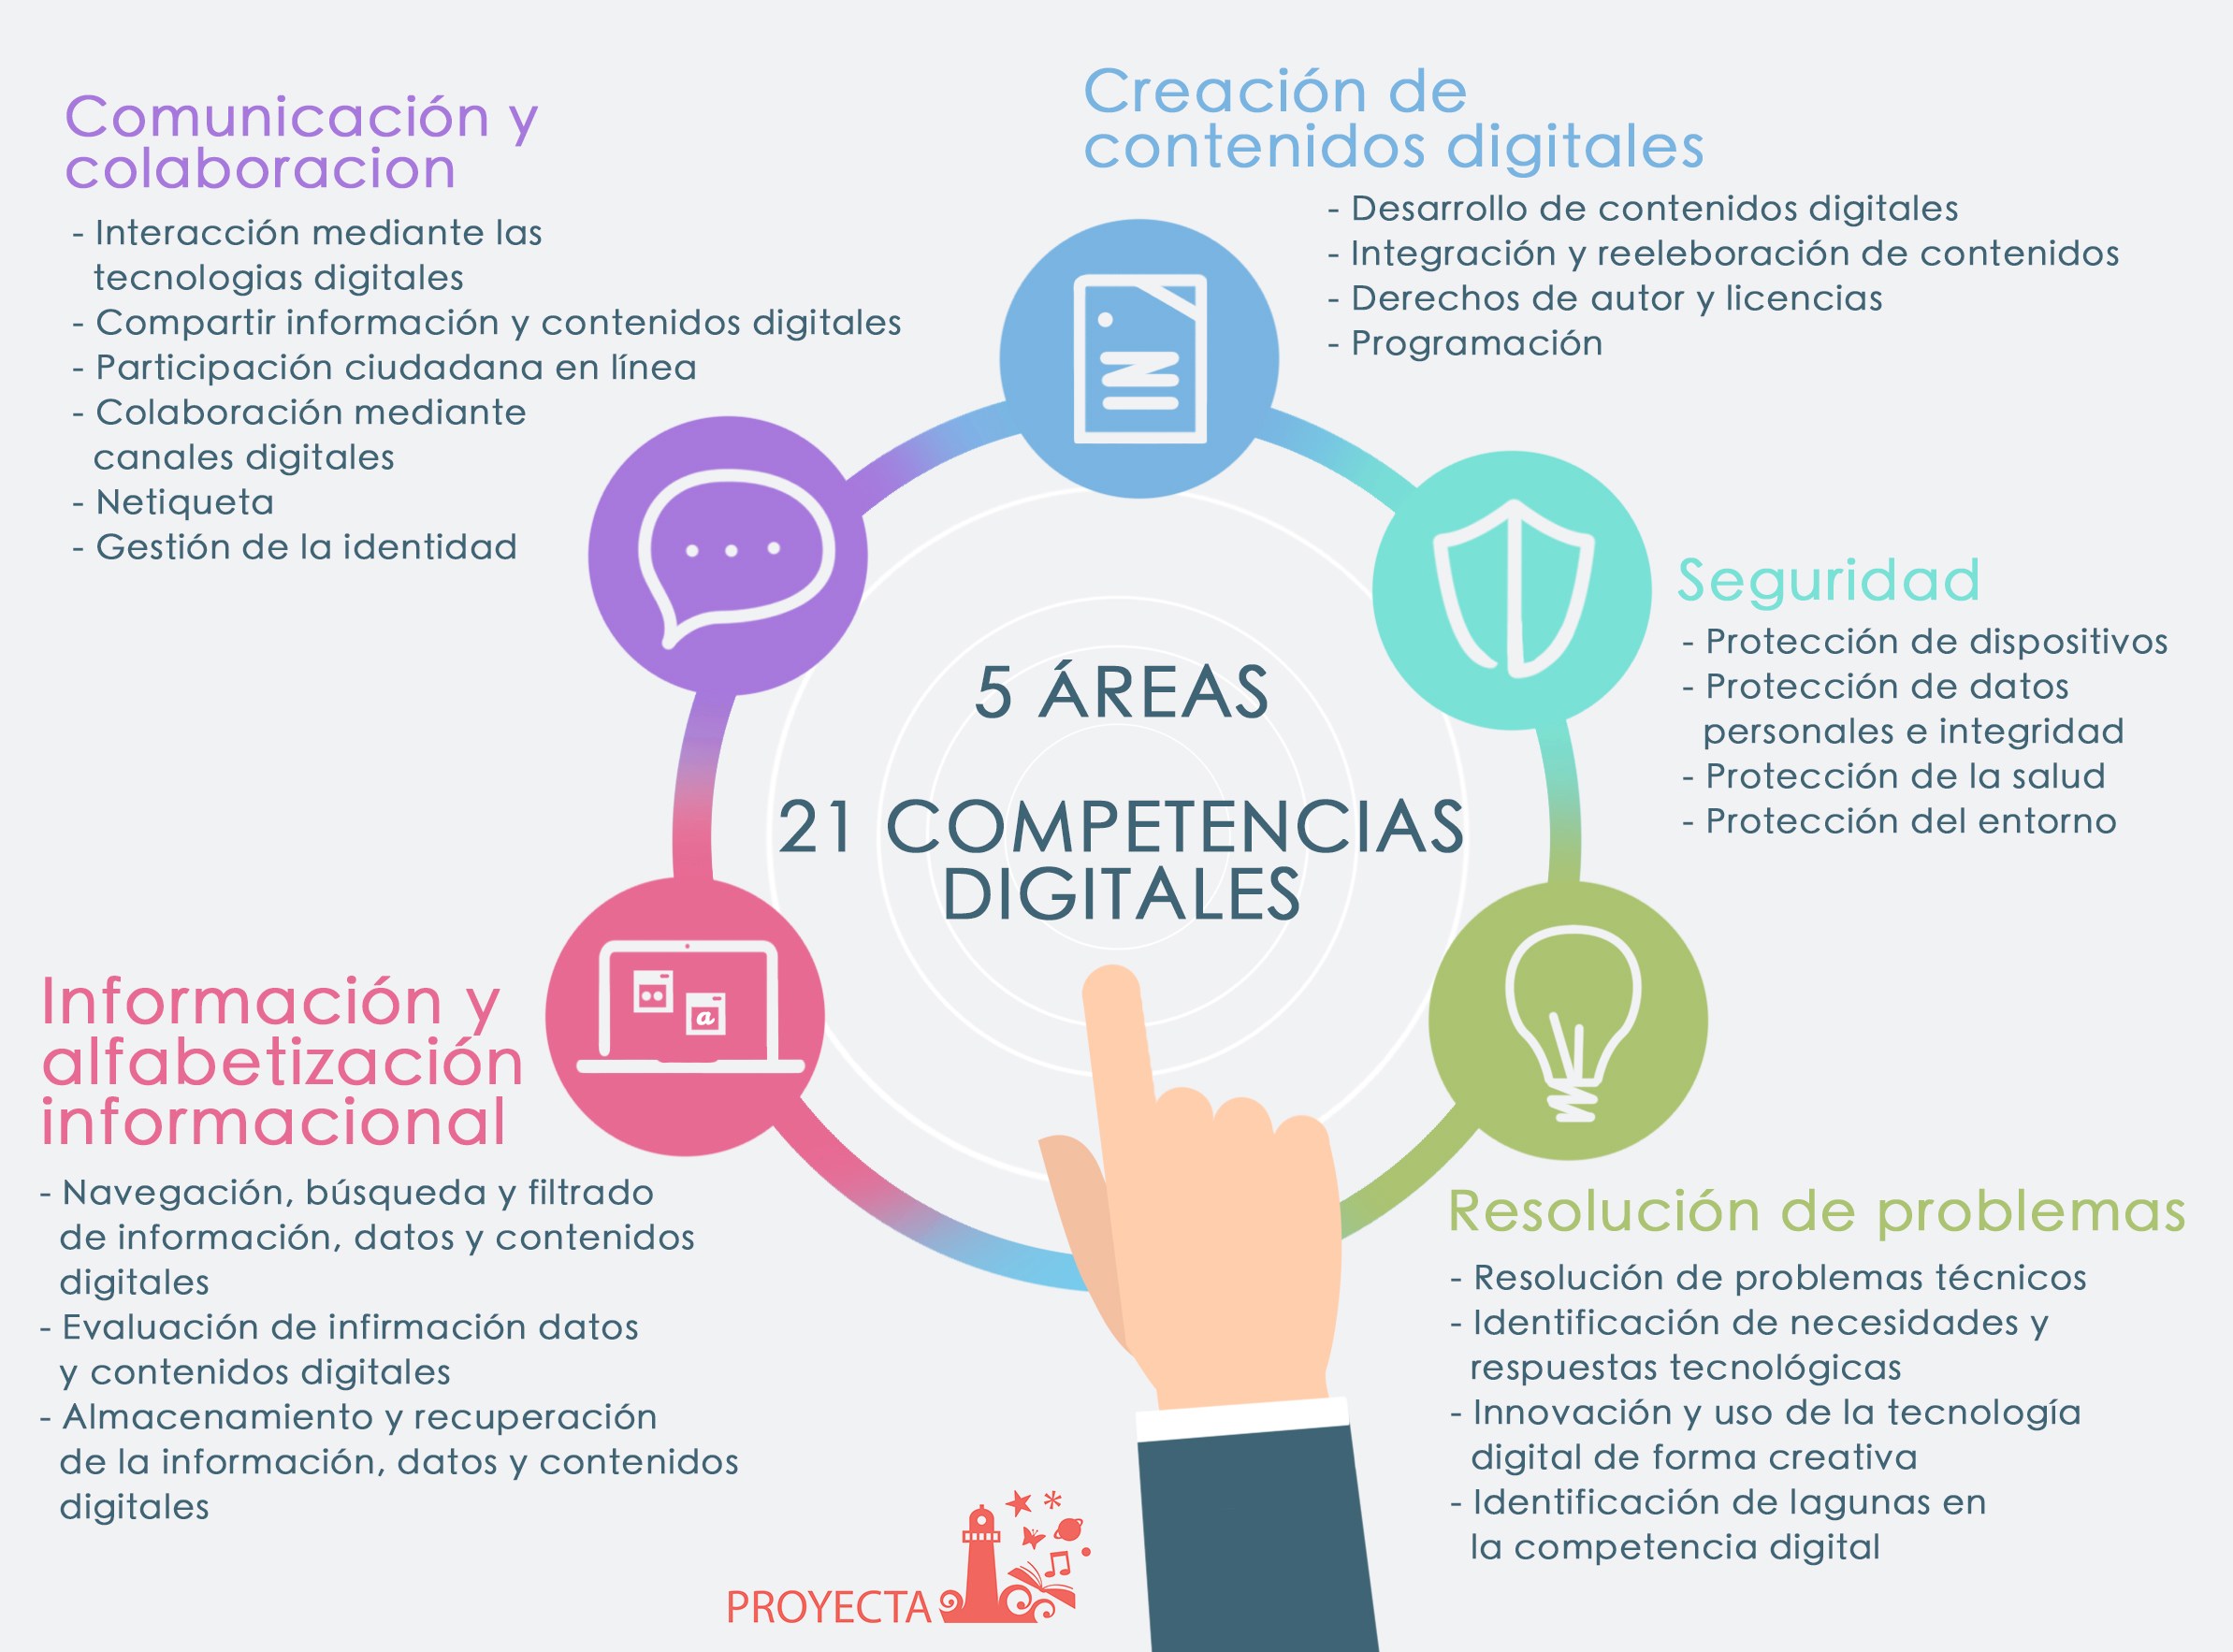 Comunicación y
colaboracion
- Interacción mediante las
tecnologias digitales
- Compartir información y contenidos digitales
- Participación ciudadana en línea
- Colaboración mediante
canales digitales
- Netiqueta
- Gestión de la identidad
Creación de
contenidos digitales
- Desarrollo de contenidos digitales
- Integración y reeleboración de contenidos
- Derechos de autor y licencias
- Programación
Seguridad
- Protección de dispositivos
- Protección de datos
personales e integridad
- Protección de la salud
- Protección del entorno
5 ÁREAS
21 COMPETENCIAS
DIGITALES
a
Información y
alfabetización
informacional
- Navegación, búsqueda y filtrado
de información, datos y contenidos
digitales
- Evaluación de infirmación datos
y contenidos digitales
- Almacenamiento y recuperación
de la información, datos y contenidos
digitales
Resolución de problemas
- Resolución de problemas técnicos
- Identificación de necesidades y
respuestas tecnológicas
- Innovación y uso de la tecnología
digital de forma creativa
- Identificación de lagunas en
la competencia digital
PROYECTA